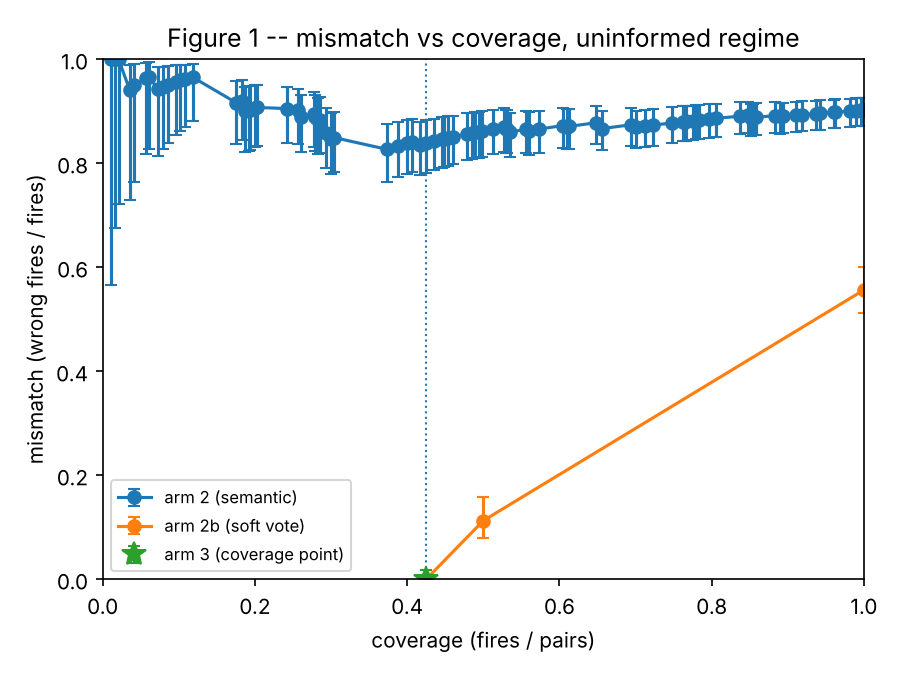 Figure 1 -- mismatch vs coverage, uninformed regime
mismatch (wrong fires / fires)
1.0
0.8
0.6
0.4
0.2
0.0
arm 2 (semantic)
arm 2b (soft vote)
arm 3 (coverage point)
0.0 0.2 0.4 0.6 0.8 1.0
coverage (fires / pairs)